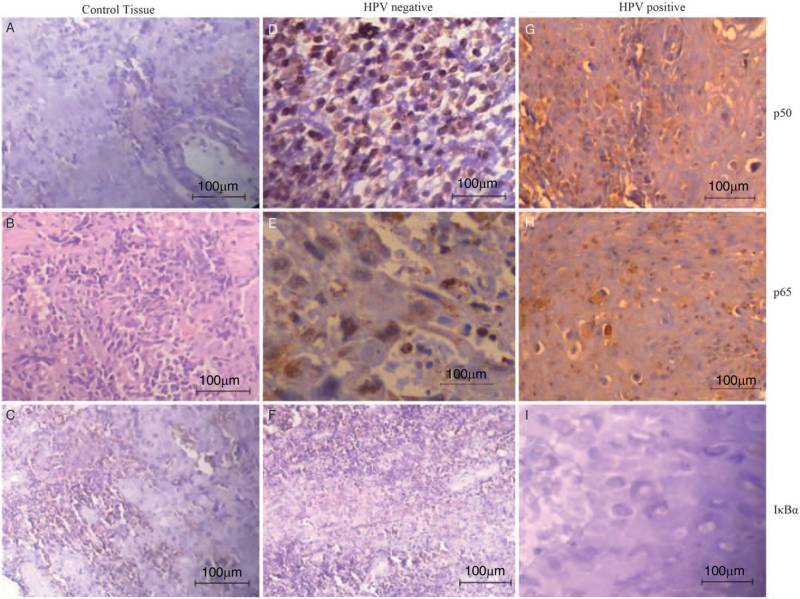 Control Tissue HPV negative HPV positive
A D G
p50
100μm 100μm 100μm
B E H
p65
100μm 100μm 100μm
C F I
IκBα
100μm 100μm 100μm